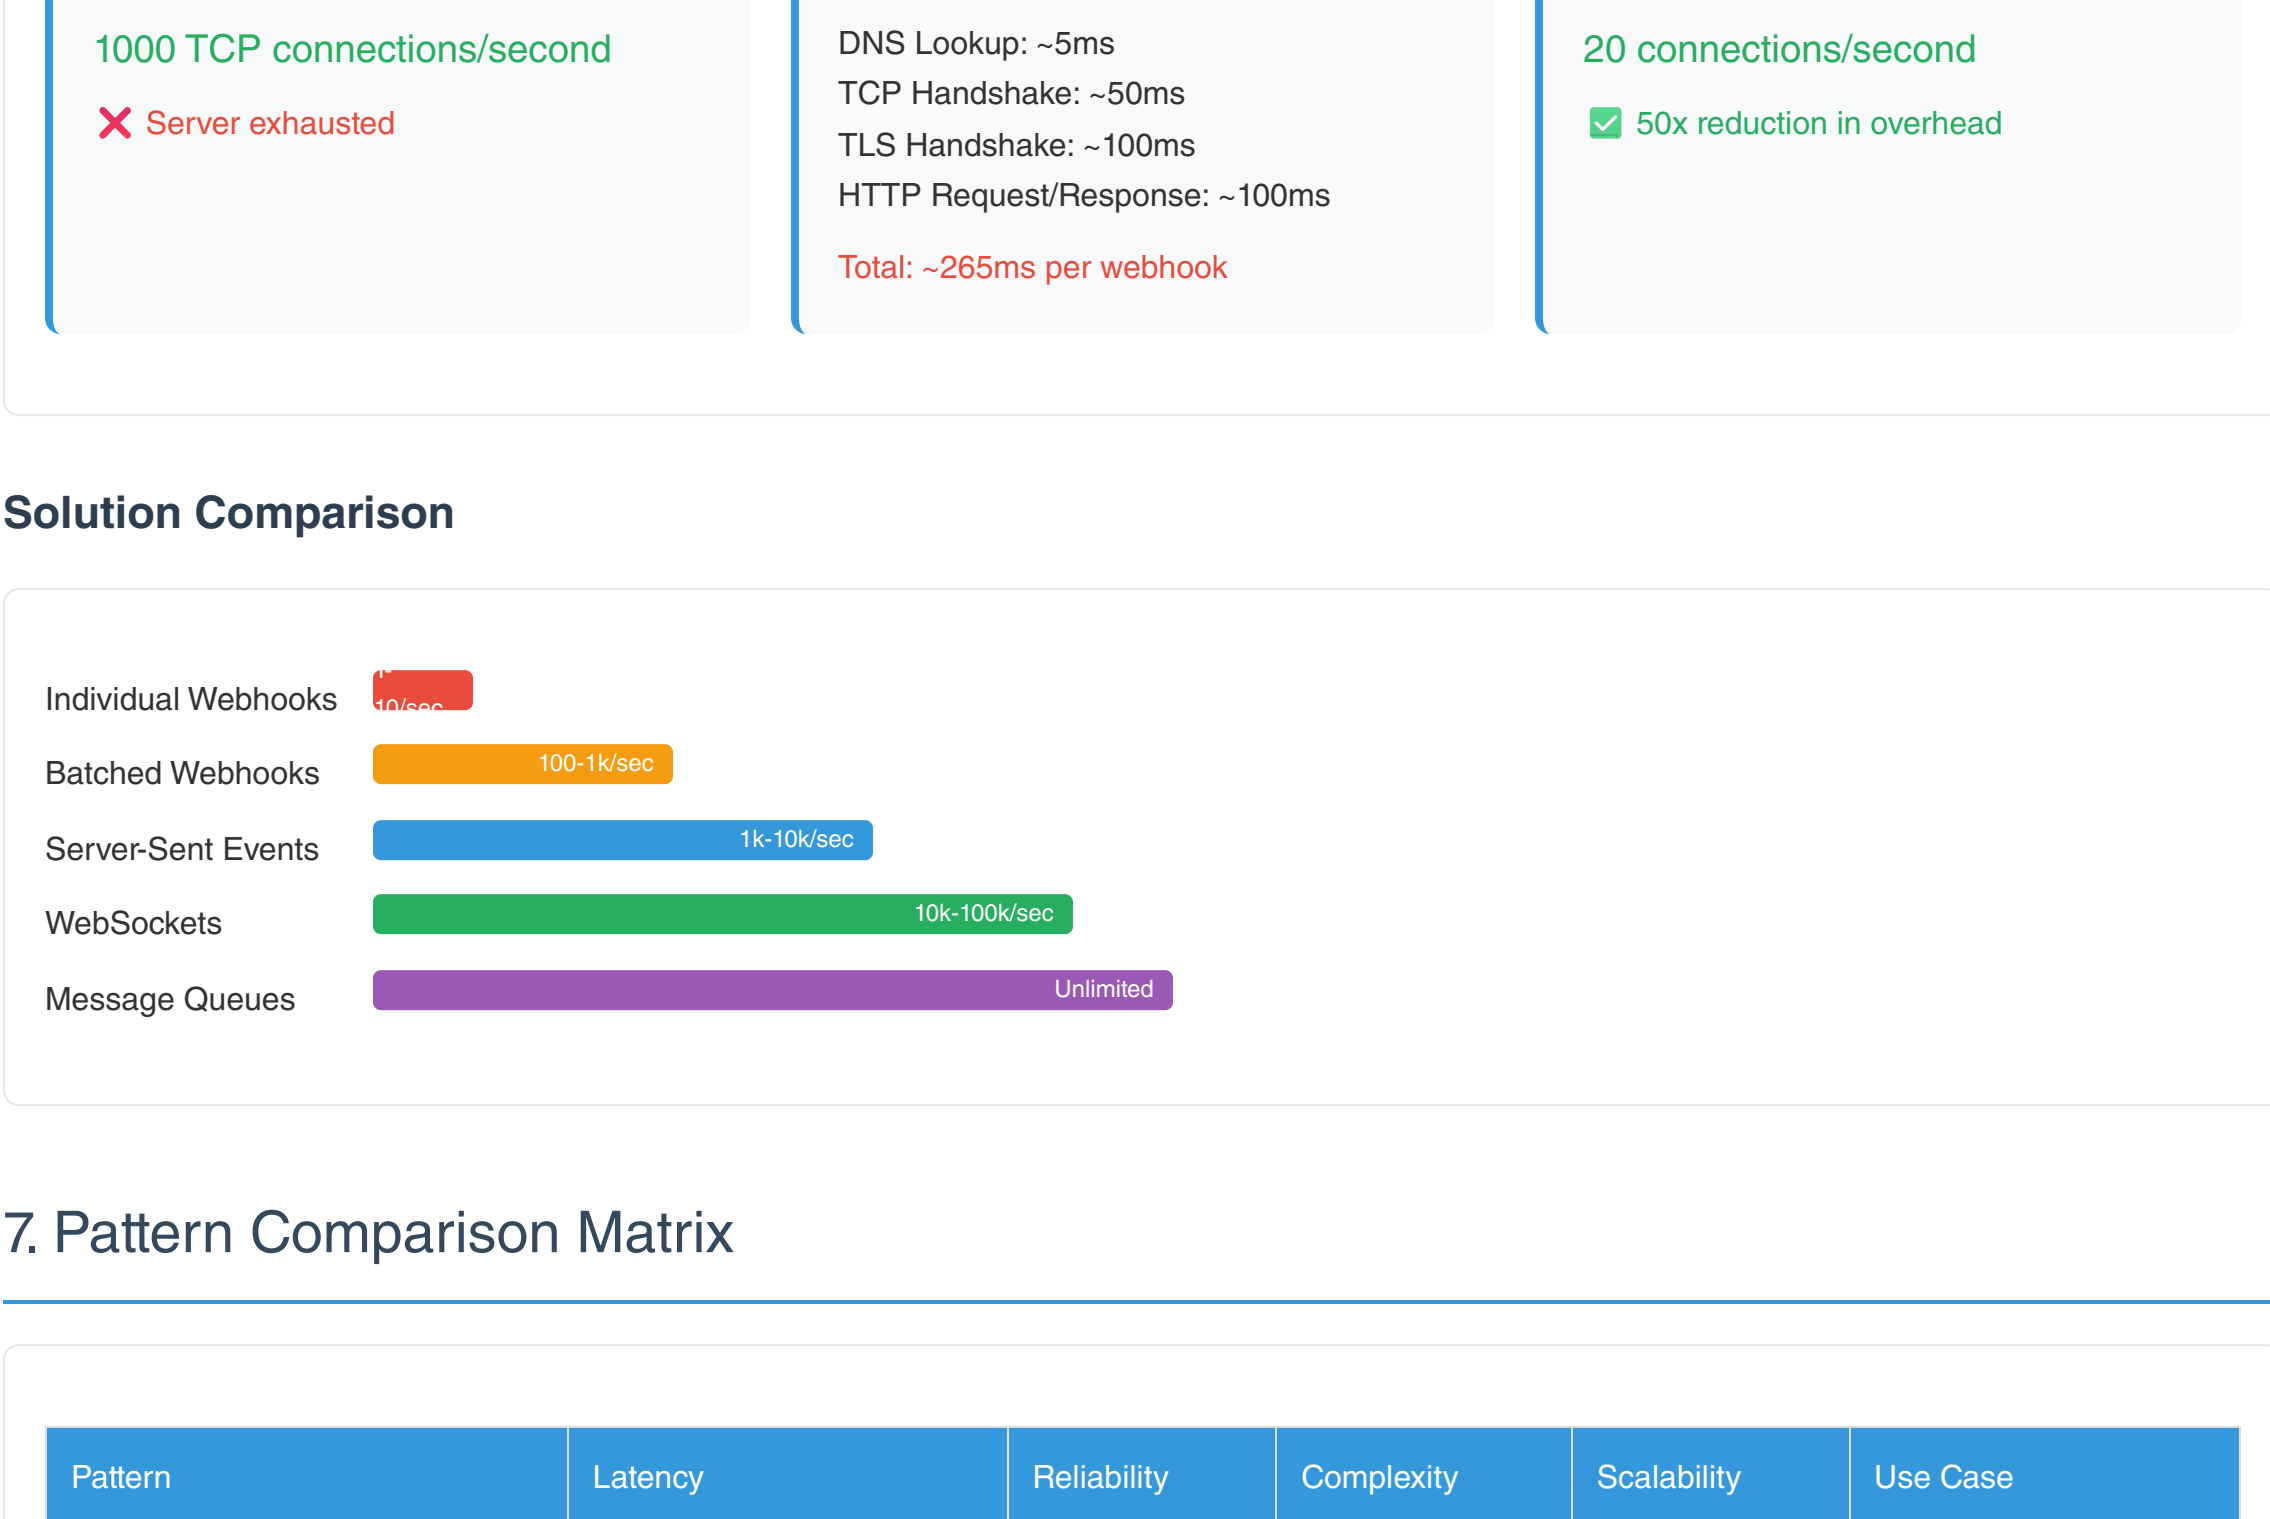 1000 TCP connections/second
Server exhausted
DNS Lookup: ~5ms
TCP Handshake: ~50ms
TLS Handshake: ~100ms
HTTP Request/Response: ~100ms
Total: ~265ms per webhook
20 connections/second
50x reduction in overhead
Solution Comparison
Individual Webhooks
10/sec
Batched Webhooks 100-1k/sec
Server-Sent Events 1k-10k/sec
WebSockets 10k-100k/sec
Message Queues Unlimited
7. Pattern Comparison Matrix
Pattern Latency Reliability Complexity Scalability Use Case